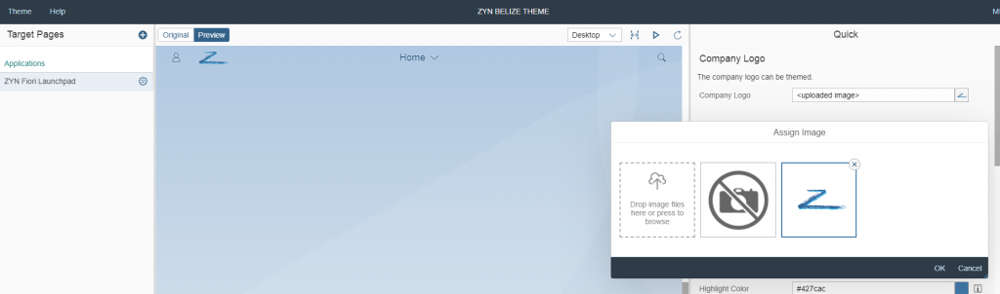 Theme Help ZYN BELIZE THEME
Target Pages
Original Preview Desktop Quick
Applications
ZYN Fiori Launchpad
Home
Company Logo
The company logo can be themed.
Company Logo <uploaded image>
Assign Image
Drop image files
here or press to
browse
OK Cancel
Highlight Color #427cac